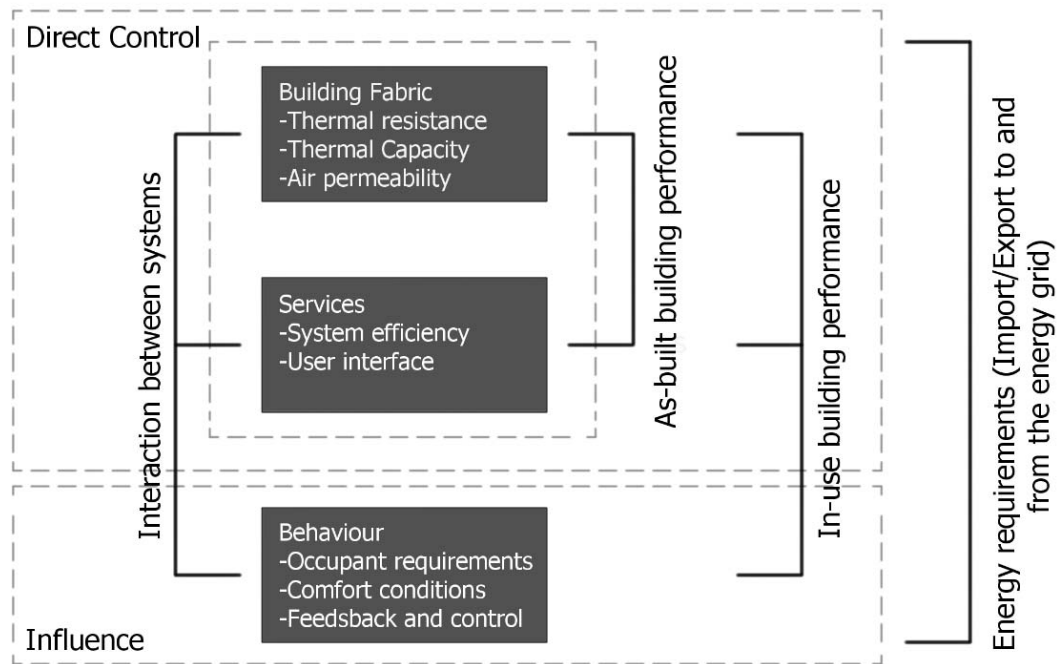 Direct Control
Building Fabric
-Thermal resistance
-Thermal Capacity
-Air permeability
Services
-System efficiency
-User interface
Behaviour
-Occupant requirements
-Comfort conditions
-Feedsback and control
Influence
Interaction between systems
As-built building performance
In-use building performance
Energy requirements (Import/Export to and
from the energy grid)